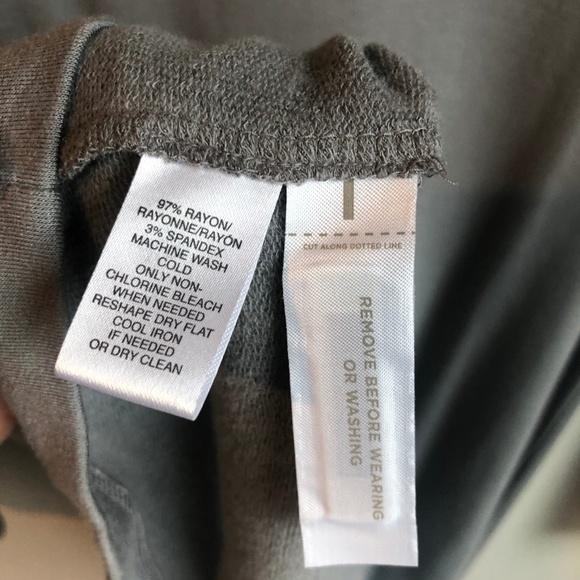 97% RAYON/
RAYONNE/RAYÓN
3% SPANDEX
MACHINE WASH
COLD
ONLY NON-
CHLORINE BLEACH
WHEN NEEDED
RESHAPE DRY FLAT
COOL IRON
IF NEEDED
OR DRY CLEAN
CUT ALONG DOTTED LINE
REMOVE BEFORE WEARING
OR WASHING